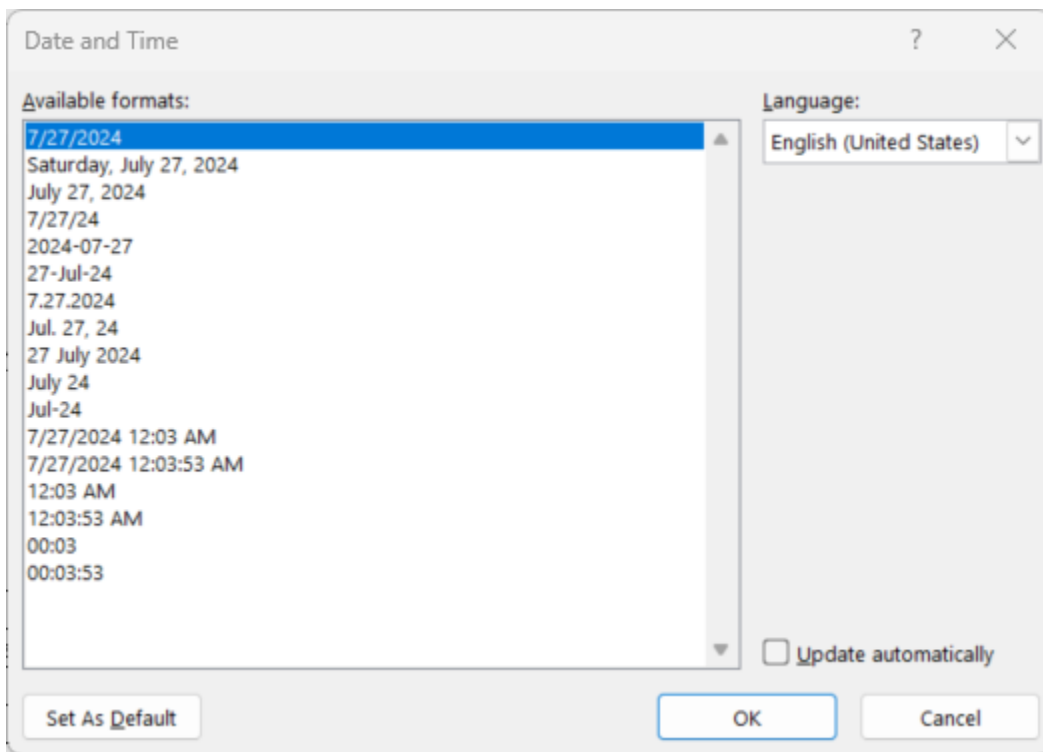 Date and Time
?
Available formats:
Language:
7/27/2024
English (United States)
Saturday, July 27, 2024
July 27, 2024
7/27/24
2024-07-27
27-Jul-24
7.27.2024
Jul. 27, 24
27 July 2024
July 24
Jul-24
7/27/2024 12:03 AM
7/27/2024 12:03:53 AM
12:03 AM
12:03:53 AM
00:03
00:03:53
Update automatically
Set As Default
OK
Cancel